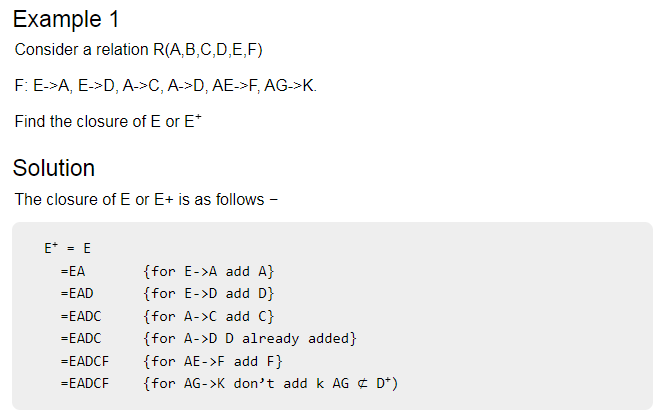 Example 1
Consider a relation R(A,B,C,D,E,F)
F: E->A, E->D, A->C, A->D, AE->F, AG->K.
Find the closure of E or E⁺
Solution
The closure of E or E+ is as follows −
E⁺ = E
=EA {for E->A add A}
=EAD {for E->D add D}
=EADC {for A->C add C}
=EADC {for A->D D already added}
=EADCF {for AE->F add F}
=EADCF {for AG->K don’t add k AG ⊄ D⁺)